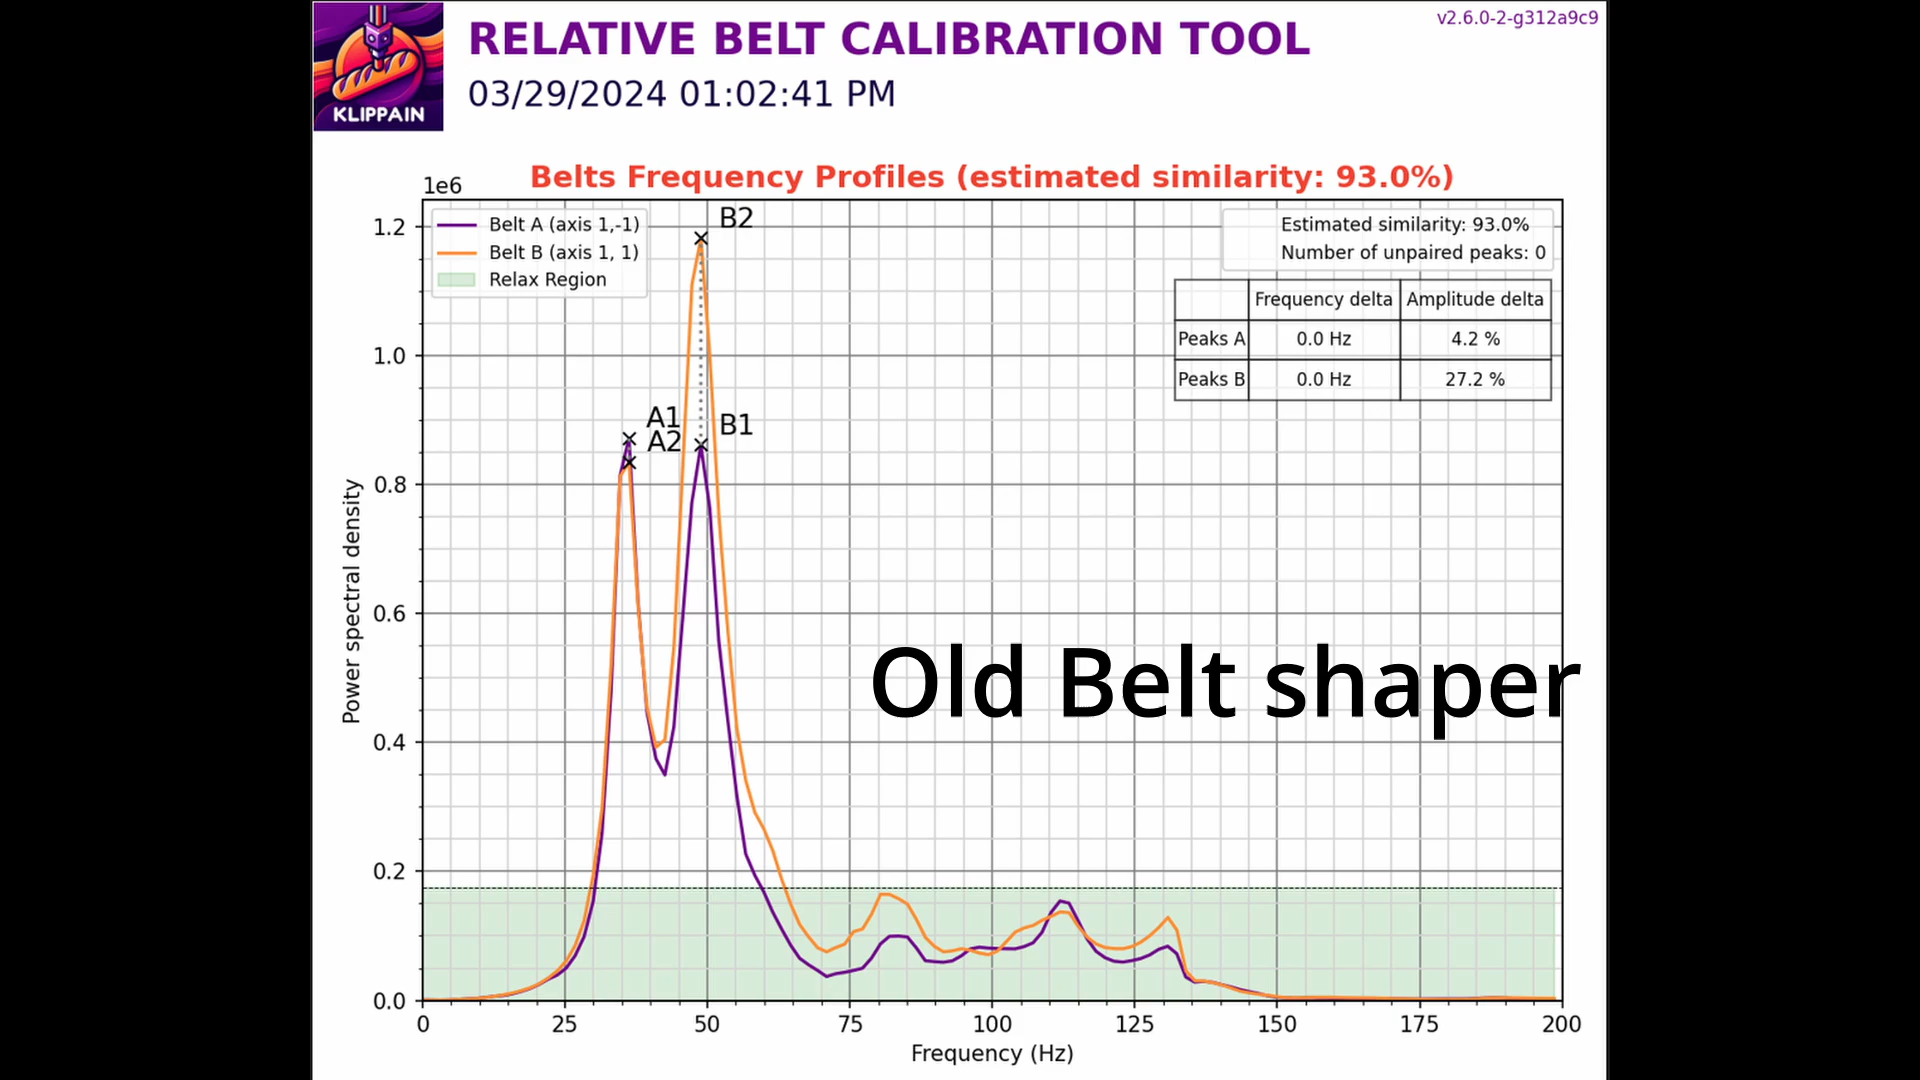 v2.6.0-2-g312a9c9
RELATIVE BELT CALIBRATION TOOL
03/29/2024 01:02:41 PM
KLIPPAIN
Belts Frequency Profiles (estimated similarity: 93.0%)
1e6
Belt A (axis 1,-1)
Belt B (axis 1, 1)
Relax Region
Estimated similarity: 93.0%
Number of unpaired peaks: 0
Frequency delta Amplitude delta
Peaks A 0.0 Hz 4.2 %
Peaks B 0.0 Hz 27.2 %
B2
A1
B1
A2
Old Belt shaper
Power spectral density
1.2
1.0
0.8
0.6
0.4
0.2
0.0
0 25 50 75 100 125 150 175 200
Frequency (Hz)